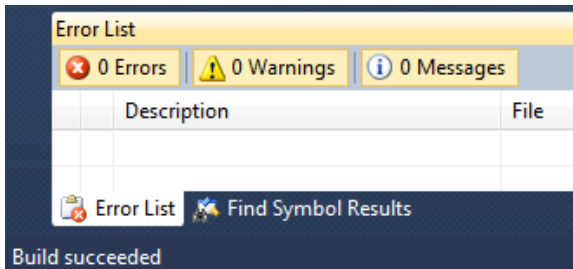 Error List
0 Errors 0 Warnings 0 Messages
Description File
Error List Find Symbol Results
Build succeeded